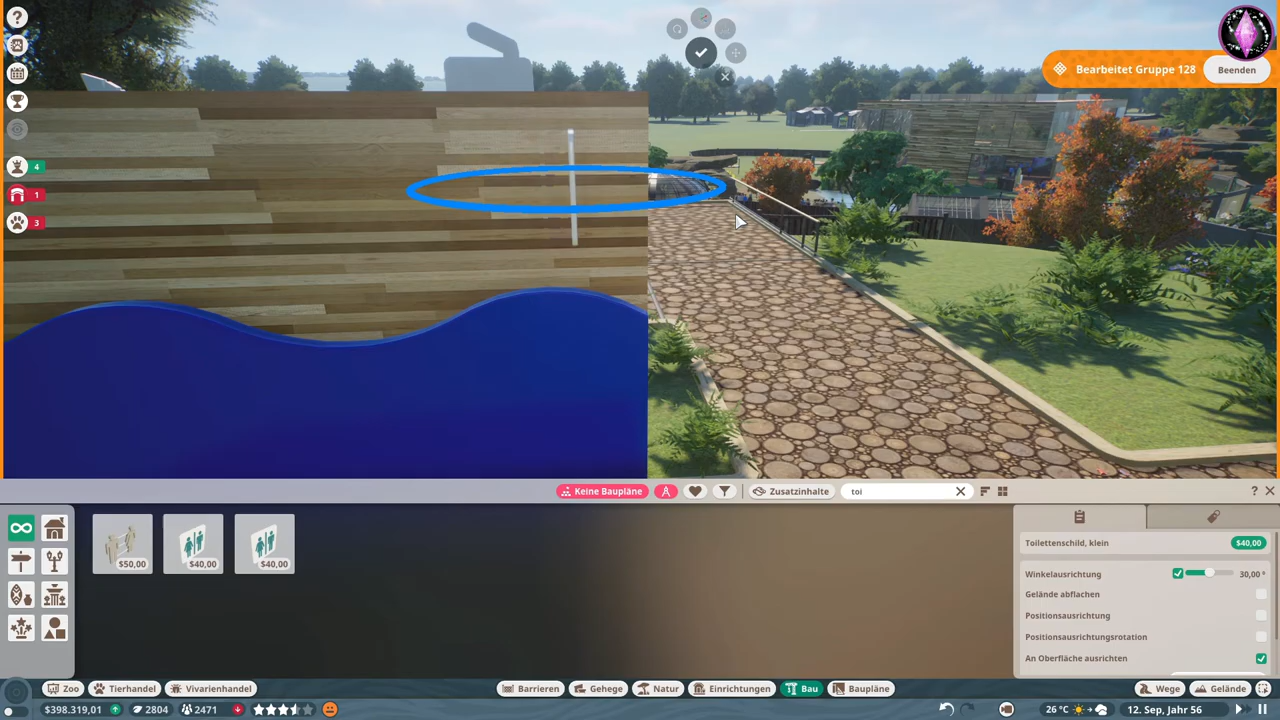 ?
Bearbeitet Gruppe 128
Beenden
4
1
3
Keine Baupläne
Zusatzinhalte
toi
?
$50,00
$40,00
$40,00
Toilettenschild, klein
$40,00
Winkelausrichtung
30,00 °
Gelände abflachen
Positionsausrichtung
Positionsausrichtungsrotation
An Oberfläche ausrichten
Zoo
Tierhandel
Vivarienhandel
Barrieren
Gehege
Natur
Einrichtungen
Bau
Baupläne
Wege
Gelände
$398.319,01
2804
2471
26 °C
12. Sep, Jahr 56